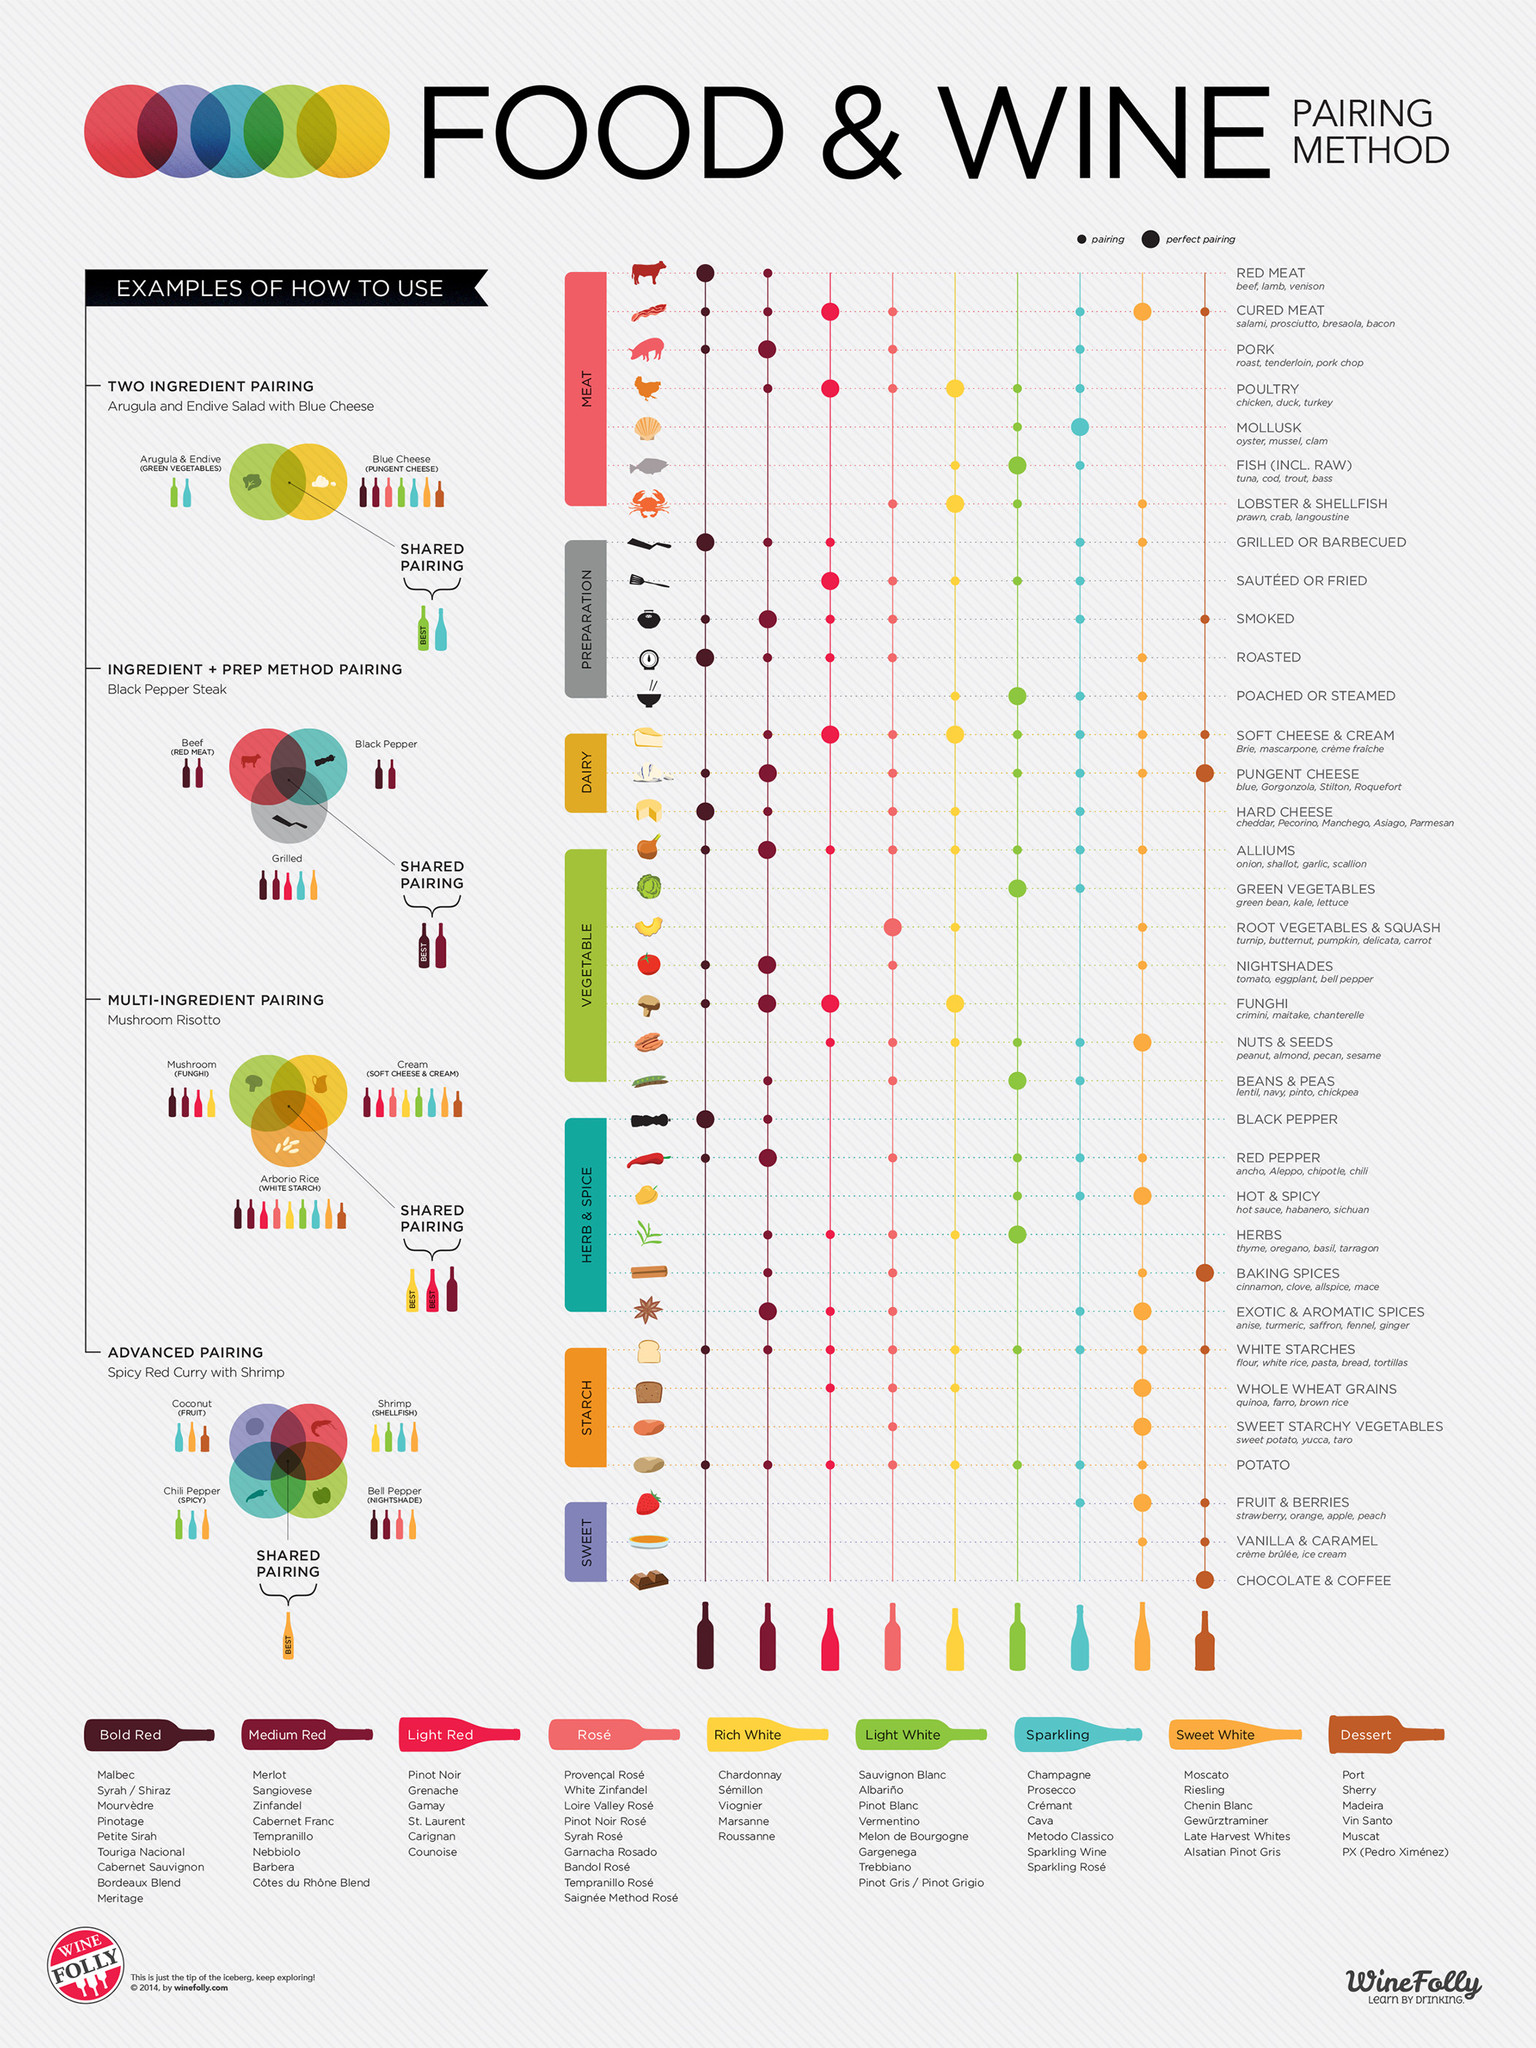 FOOD & WINE
PAIRING
METHOD
pairing
perfect pairing
EXAMPLES OF HOW TO USE
TWO INGREDIENT PAIRING
Arugula and Endive Salad with Blue Cheese
Arugula & Endive
(GREEN VEGETABLES)
Blue Cheese
(PUNGENT CHEESE)
SHARED
PAIRING
BEST
INGREDIENT + PREP METHOD PAIRING
Black Pepper Steak
Beef
(RED MEAT)
Black Pepper
Grilled
SHARED
PAIRING
BEST
MULTI-INGREDIENT PAIRING
Mushroom Risotto
Mushroom
(FUNGHI)
Cream
(SOFT CHEESE & CREAM)
Arborio Rice
(WHITE STARCH)
SHARED
PAIRING
BEST
BEST
ADVANCED PAIRING
Spicy Red Curry with Shrimp
Coconut
(FRUIT)
Shrimp
(SHELLFISH)
Chili Pepper
(SPICY)
Bell Pepper
(NIGHTSHADE)
SHARED
PAIRING
BEST
MEAT
RED MEAT
beef, lamb, venison
CURED MEAT
salami, prosciutto, bresaola, bacon
PORK
roast, tenderloin, pork chop
POULTRY
chicken, duck, turkey
MOLLUSK
oyster, mussel, clam
FISH (INCL. RAW)
tuna, cod, trout, bass
LOBSTER & SHELLFISH
prawn, crab, langoustine
PREPARATION
GRILLED OR BARBECUED
SAUTÉED OR FRIED
SMOKED
ROASTED
POACHED OR STEAMED
DAIRY
SOFT CHEESE & CREAM
Brie, mascarpone, crème fraîche
PUNGENT CHEESE
blue, Gorgonzola, Stilton, Roquefort
HARD CHEESE
cheddar, Pecorino, Manchego, Asiago, Parmesan
VEGETABLE
ALLIUMS
onion, shallot, garlic, scallion
GREEN VEGETABLES
green bean, kale, lettuce
ROOT VEGETABLES & SQUASH
turnip, butternut, pumpkin, delicata, carrot
NIGHTSHADES
tomato, eggplant, bell pepper
FUNGHI
crimini, maitake, chanterelle
NUTS & SEEDS
peanut, almond, pecan, sesame
BEANS & PEAS
lentil, navy, pinto, chickpea
HERB & SPICE
BLACK PEPPER
RED PEPPER
ancho, Aleppo, chipotle, chili
HOT & SPICY
hot sauce, habanero, sichuan
HERBS
thyme, oregano, basil, tarragon
BAKING SPICES
cinnamon, clove, allspice, mace
EXOTIC & AROMATIC SPICES
anise, turmeric, saffron, fennel, ginger
STARCH
WHITE STARCHES
flour, white rice, pasta, bread, tortillas
WHOLE WHEAT GRAINS
quinoa, farro, brown rice
SWEET STARCHY VEGETABLES
sweet potato, yucca, taro
POTATO
SWEET
FRUIT & BERRIES
strawberry, orange, apple, peach
VANILLA & CARAMEL
crème brûlée, ice cream
CHOCOLATE & COFFEE
Bold Red
Malbec
Syrah / Shiraz
Mourvèdre
Pinotage
Petite Sirah
Touriga Nacional
Cabernet Sauvignon
Bordeaux Blend
Meritage
Medium Red
Merlot
Sangiovese
Zinfandel
Cabernet Franc
Tempranillo
Nebbiolo
Barbera
Côtes du Rhône Blend
Light Red
Pinot Noir
Grenache
Gamay
St. Laurent
Carignan
Counoise
Rosé
Provençal Rosé
White Zinfandel
Loire Valley Rosé
Pinot Noir Rosé
Syrah Rosé
Garnacha Rosado
Bandol Rosé
Tempranillo Rosé
Saignée Method Rosé
Rich White
Chardonnay
Sémillon
Viognier
Marsanne
Roussanne
Light White
Sauvignon Blanc
Albariño
Pinot Blanc
Vermentino
Melon de Bourgogne
Gargenega
Trebbiano
Pinot Gris / Pinot Grigio
Sparkling
Champagne
Prosecco
Crémant
Cava
Metodo Classico
Sparkling Wine
Sparkling Rosé
Sweet White
Moscato
Riesling
Chenin Blanc
Gewürztraminer
Late Harvest Whites
Alsatian Pinot Gris
Dessert
Port
Sherry
Madeira
Vin Santo
Muscat
PX (Pedro Ximénez)
WINE
FOLLY
This is just the tip of the iceberg, keep exploring!
© 2014, by winefolly.com
WineFolly
Learn by Drinking.